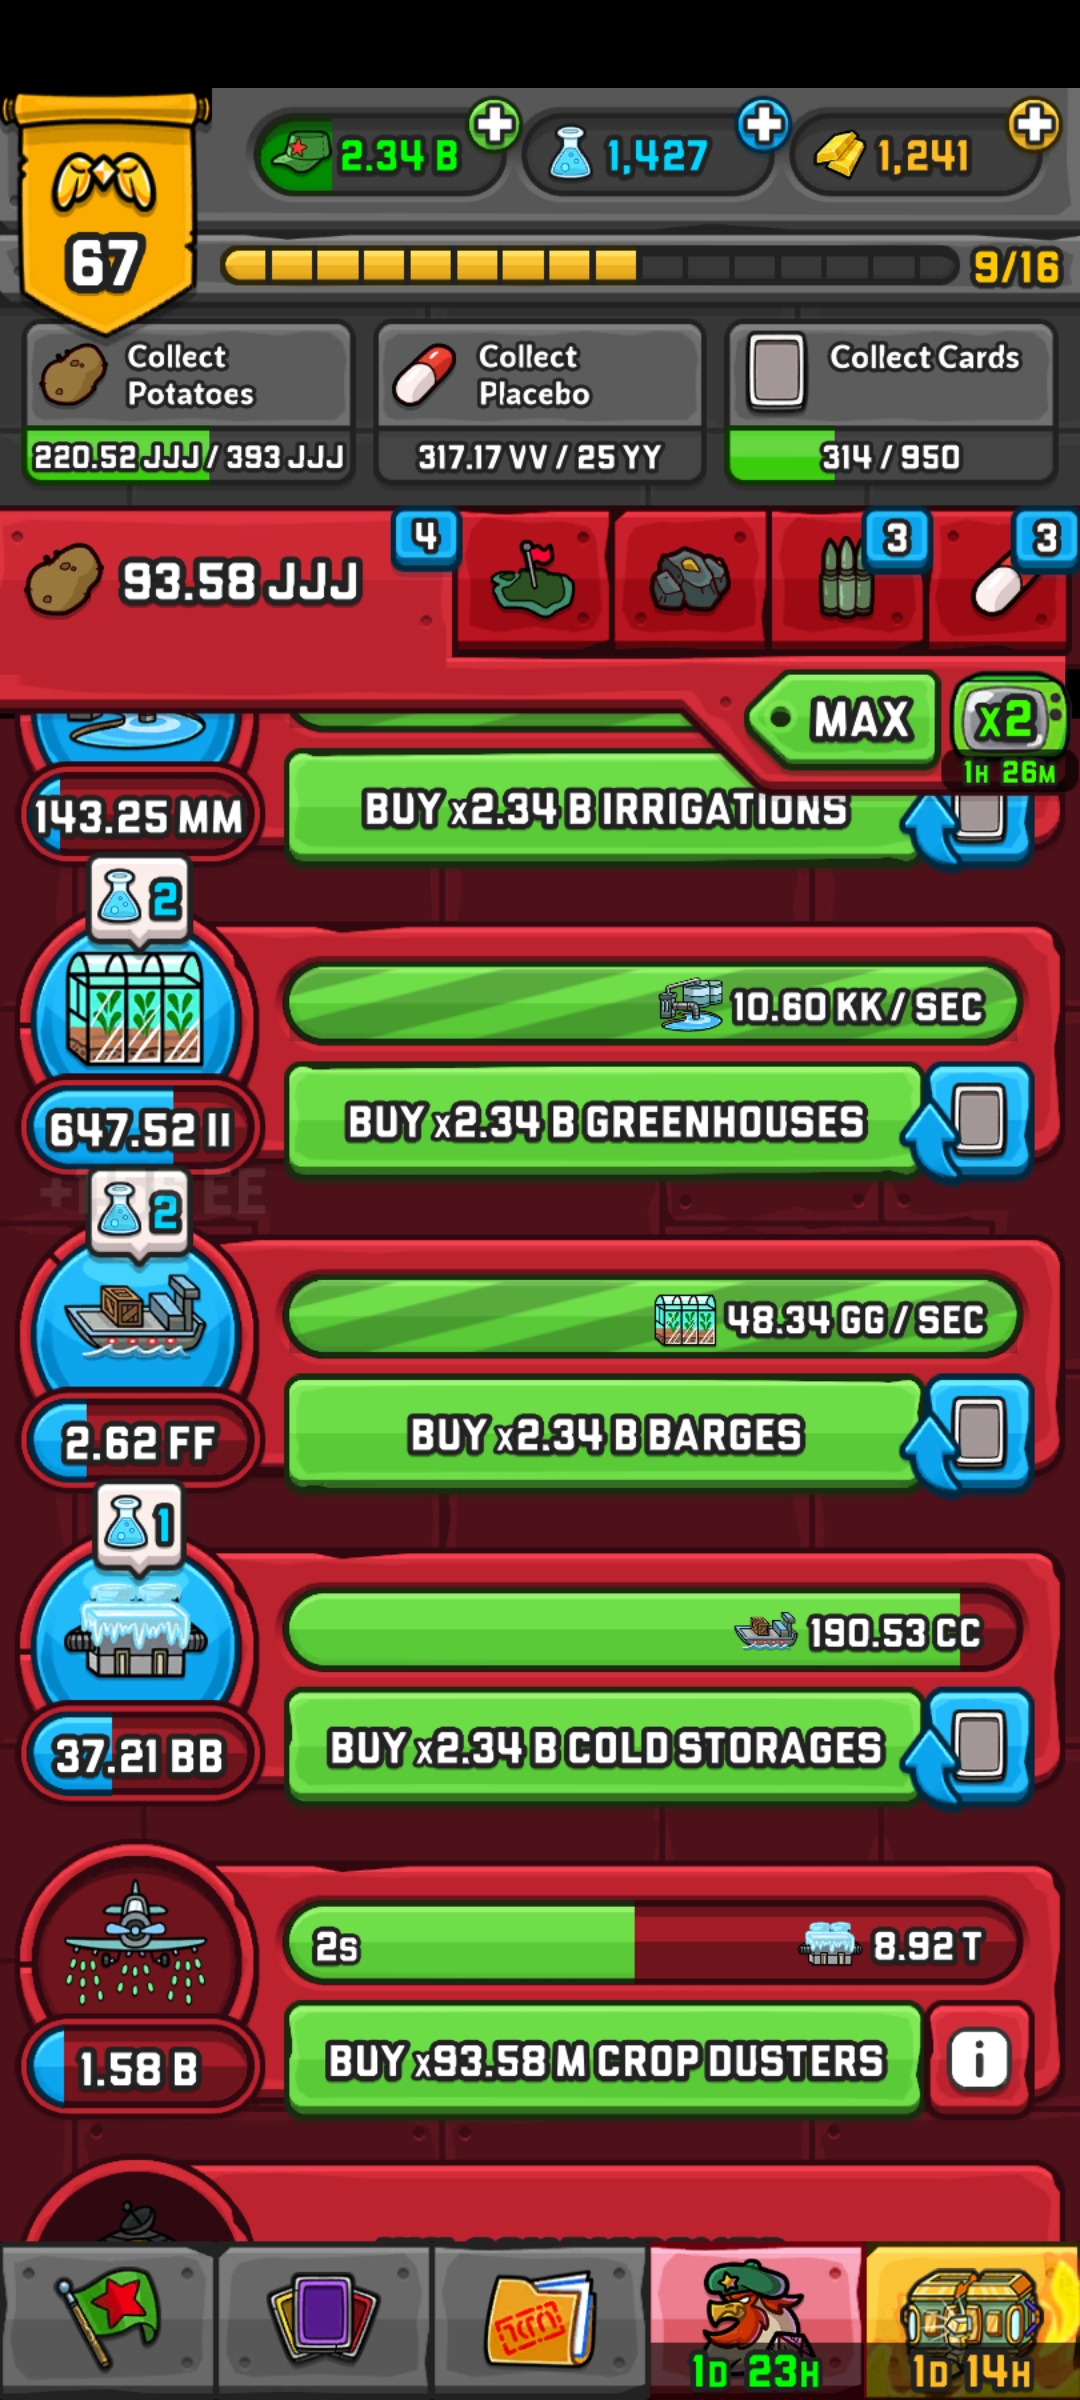 2.34 B
1,427
1,241
67
9/16
Collect
Potatoes
220.52 JJJ / 393 JJJ
Collect
Placebo
317.17 VV / 25 YY
Collect Cards
314 / 950
93.58 JJJ
4
3
3
MAX
x2
1H 26M
143.25 MM
BUY x2.34 B IRRIGATIONS
2
10.60 KK / SEC
647.52 II
BUY x2.34 B GREENHOUSES
2
48.34 GG / SEC
2.62 FF
BUY x2.34 B BARGES
1
190.53 CC
37.21 BB
BUY x2.34 B COLD STORAGES
2s
8.92 T
1.58 B
BUY x93.58 M CROP DUSTERS
i
1D 23H
1D 14H